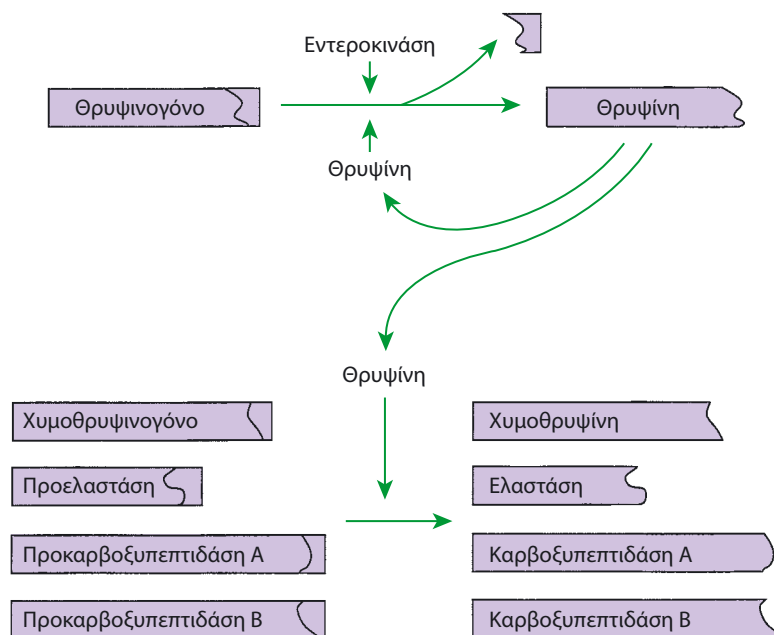 Εντεροκινάση
Θρυψινογόνο
Θρυψίνη
Θρυψίνη
Θρυψίνη
Χυμοθρυψινογόνο
Χυμοθρυψίνη
Προελαστάση
Ελαστάση
Προκαρβοξυπεπτιδάση Α
Καρβοξυπεπτιδάση Α
Προκαρβοξυπεπτιδάση Β
Καρβοξυπεπτιδάση Β